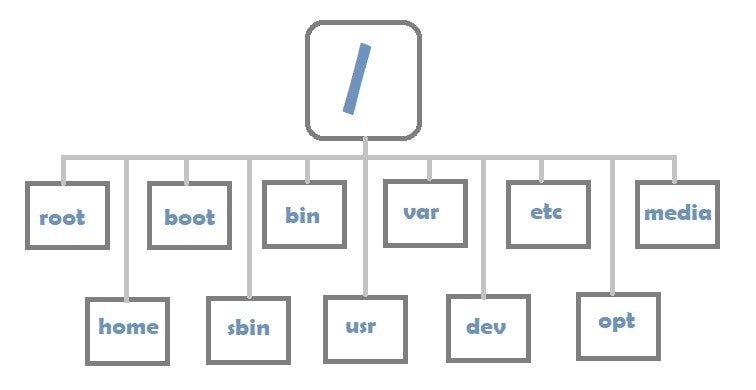 /
root
boot
bin
var
etc
media
home
sbin
usr
dev
opt